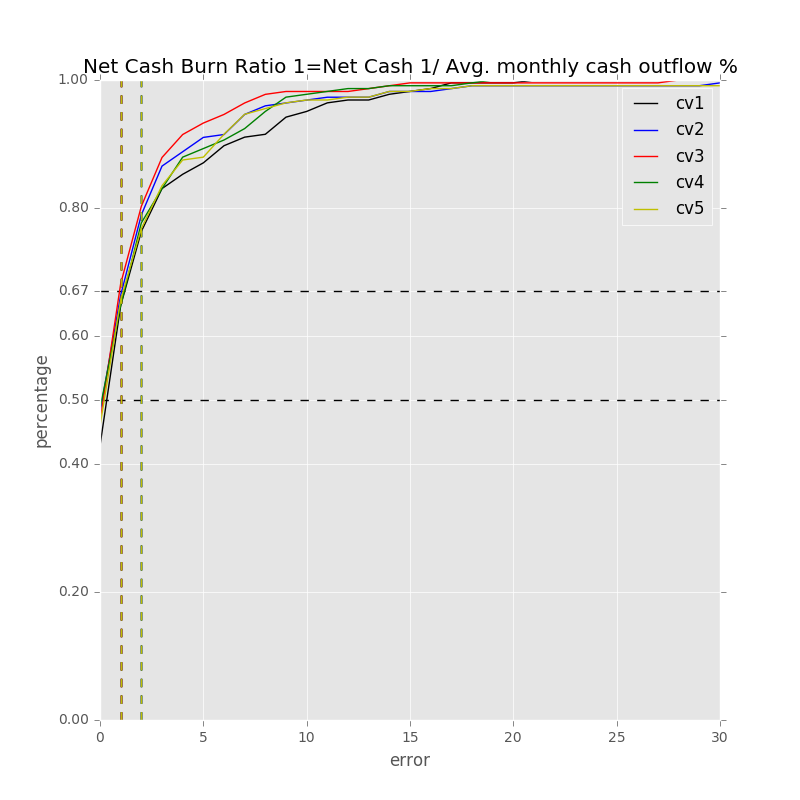 Net Cash Burn Ratio 1=Net Cash 1/ Avg. monthly cash outflow %
1.00
0.80
0.67
0.60
0.50
0.40
0.20
0.00
percentage
cv1
cv2
cv3
cv4
cv5
0 5 10 15 20 25 30
error